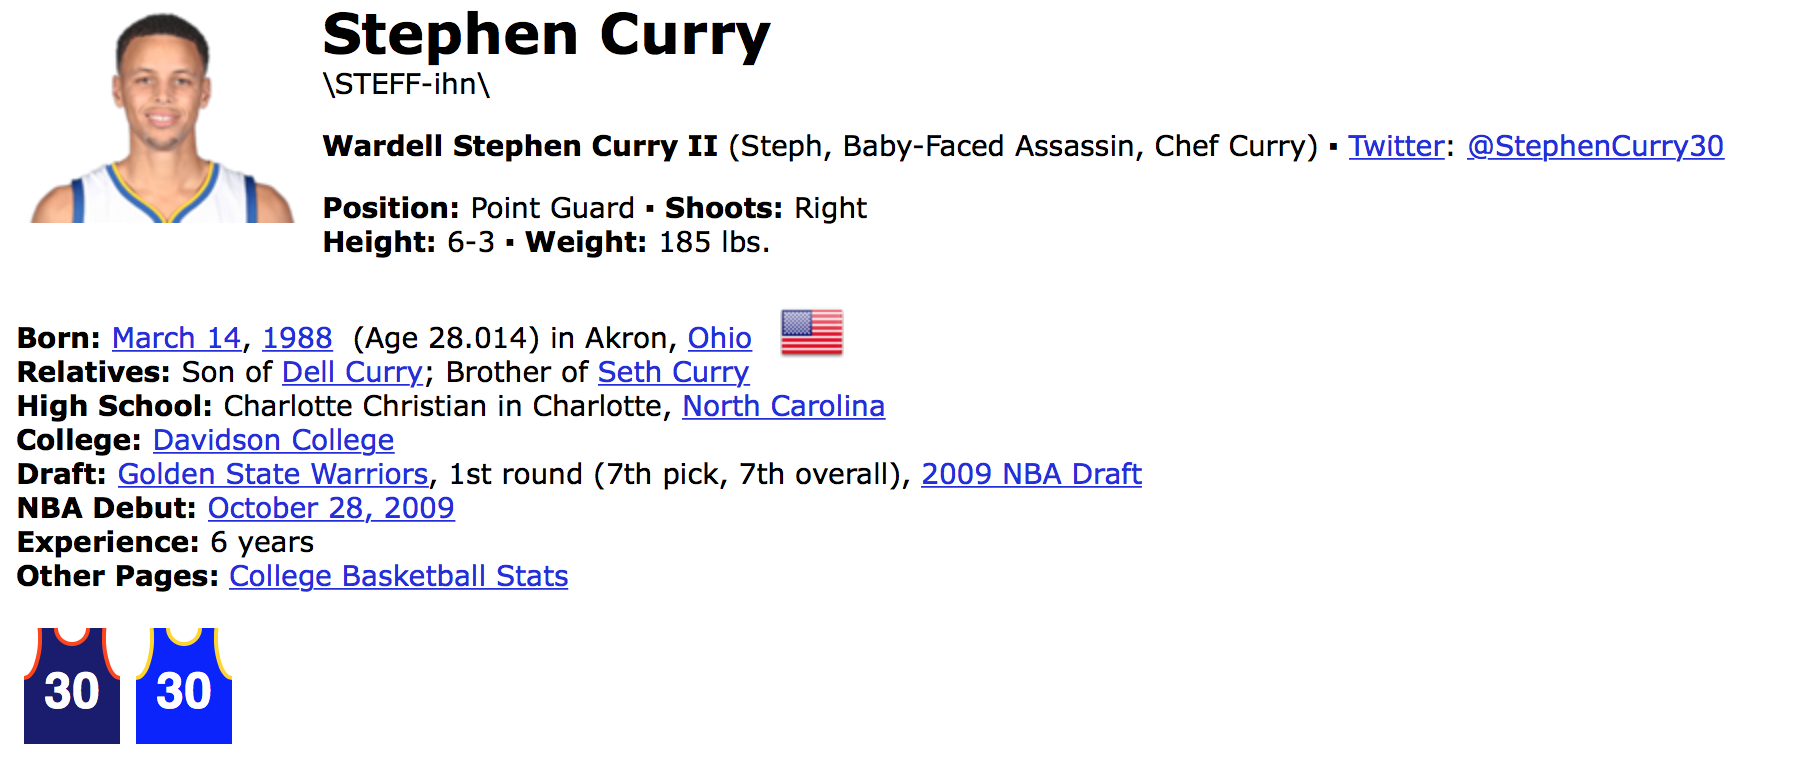 Stephen Curry
\STEFF-ihn\
Wardell Stephen Curry II (Steph, Baby-Faced Assassin, Chef Curry) ▪ Twitter: @StephenCurry30
Position: Point Guard ▪ Shoots: Right
Height: 6-3 ▪ Weight: 185 lbs.
Born: March 14, 1988 (Age 28.014) in Akron, Ohio
Relatives: Son of Dell Curry; Brother of Seth Curry
High School: Charlotte Christian in Charlotte, North Carolina
College: Davidson College
Draft: Golden State Warriors, 1st round (7th pick, 7th overall), 2009 NBA Draft
NBA Debut: October 28, 2009
Experience: 6 years
Other Pages: College Basketball Stats
30 30